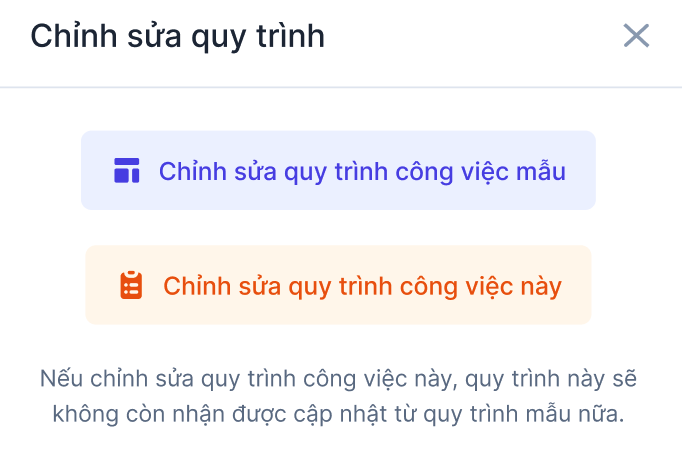 Chỉnh sửa quy trình
Chỉnh sửa quy trình công việc mẫu
Chỉnh sửa quy trình công việc này
Nếu chỉnh sửa quy trình công việc này, quy trình này sẽ
không còn nhận được cập nhật từ quy trình mẫu nữa.